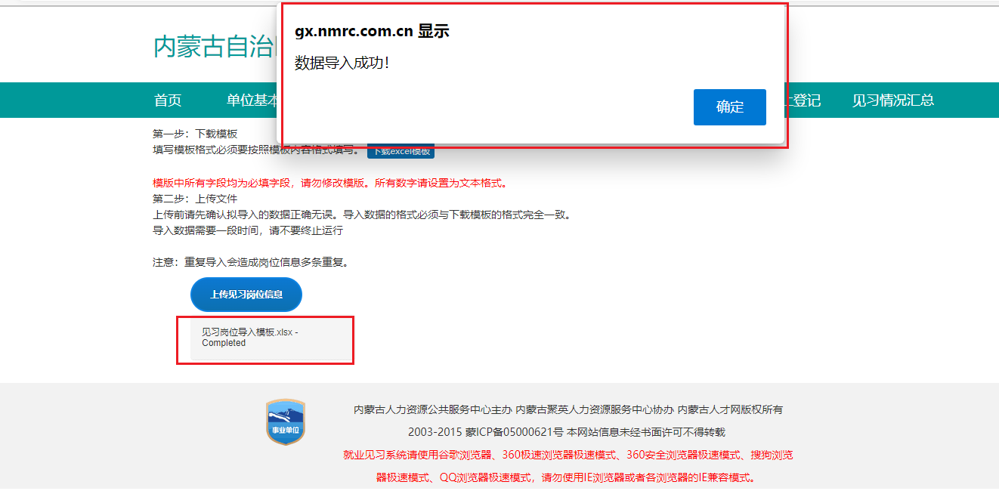 gx.nmrc.com.cn 显示
数据导入成功！
确定
内蒙古自治
首页 单位基本 登记 见习情况汇总
第一步：下载模板
填写模板格式必须要按照模板内容格式填写。 下载excel模板
模版中所有字段均为必填字段，请勿修改模版。所有数字请设置为文本格式。
第二步：上传文件
上传前请先确认拟导入的数据正确无误。导入数据的格式必须与下载模板的格式完全一致。
导入数据需要一段时间，请不要终止运行
注意：重复导入会造成岗位信息多条重复。
上传见习岗位信息
见习岗位导入模板.xlsx -
Completed
事业单位
内蒙古人力资源公共服务中心主办 内蒙古聚英人力资源服务中心协办 内蒙古人才网版权所有
2003-2015 蒙ICP备05000621号 本网站信息未经书面许可不得转载
就业见习系统请使用谷歌浏览器、360极速浏览器极速模式、360安全浏览器极速模式、搜狗浏览
器极速模式、QQ浏览器极速模式，请勿使用IE浏览器或者各浏览器的IE兼容模式。